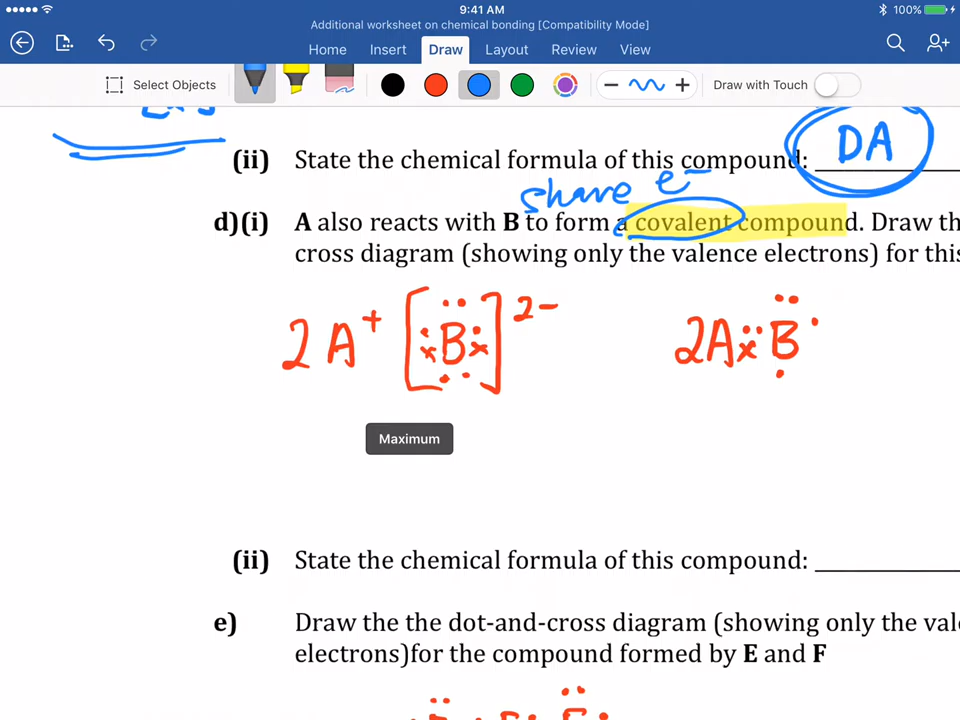 9:41 AM
100%
Additional worksheet on chemical bonding [Compatibility Mode]
Home Insert Draw Layout Review View
Select Objects
Draw with Touch
(ii) State the chemical formula of this compound: DA
share e⁻
d)(i) A also reacts with B to form a covalent compound. Draw th
cross diagram (showing only the valence electrons) for this
2A⁺ [B]²⁻ 2A B
Maximum
(ii) State the chemical formula of this compound:
e) Draw the the dot-and-cross diagram (showing only the vale
electrons)for the compound formed by E and F